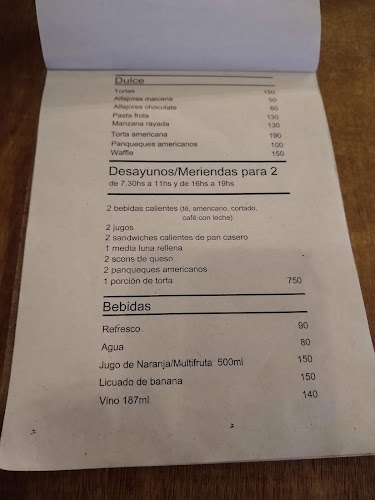 Dulce
Tortas 190
Alfajores maicena 50
Alfajores chocolate 60
Pasta frola 130
Manzana rayada 130
Torta americana 190
Panqueques americanos 100
Waffle 150
Desayunos/Meriendas para 2
de 7.30hs a 11hs y de 16hs a 19hs
2 bebidas calientes (té, americano, cortado,
café con leche)
2 jugos
2 sandwiches calientes de pan casero
1 media luna rellena
2 scons de queso
2 panqueques americanos
1 porción de torta 750
Bebidas
Refresco 90
Agua 80
Jugo de Naranja/Multifruta 500ml 150
Licuado de banana 150
Vino 187ml 140